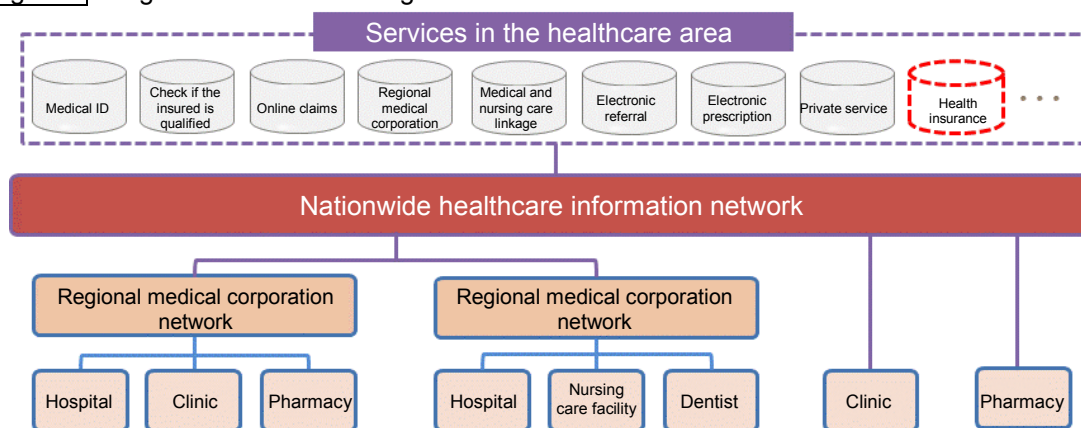 Services in the healthcare area
Medical ID
Check if the
insured is
qualified
Online claims
Regional
medical
corporation
Medical and
nursing care
linkage
Electronic
referral
Electronic
prescription
Private service
Health
insurance
Nationwide healthcare information network
Regional medical corporation
network
Regional medical corporation
network
Hospital
Clinic
Pharmacy
Hospital
Nursing
care facility
Dentist
Clinic
Pharmacy